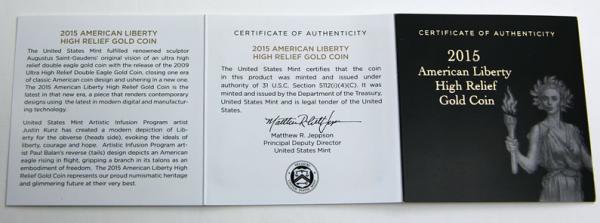 2015 AMERICAN LIBERTY
HIGH RELIEF GOLD COIN
The United States Mint fulfilled renowned sculptor
Augustus Saint-Gaudens' original vision of an ultra high
relief double eagle gold coin with the release of the 2009
Ultra High Relief Double Eagle Gold Coin, closing one era
of classic American coin design and ushering in a new one.
The 2015 American Liberty High Relief Gold Coin is the
latest in that new era, a piece that renders contemporary
designs using the latest in modern digital and manufactur-
ing technology.
United States Mint Artistic Infusion Program artist
Justin Kunz has created a modern depiction of Lib-
erty for the obverse (heads side), evoking the ideals of
liberty, courage and hope. Artistic Infusion Program art-
ist Paul Balan's reverse (tails) design depicts an American
eagle rising in flight, gripping a branch in its talons as an
embodiment of freedom. The 2015 American Liberty High
Relief Gold Coin represents our proud numismatic heritage
and glimmering future at their very best.
CERTIFICATE OF AUTHENTICITY
2015 AMERICAN LIBERTY
HIGH RELIEF GOLD COIN
The United States Mint certifies that the coin
in this product was minted and issued under
authority of 31 U.S.C. Section 5112(i)(4)(C). It was
minted and issued by the Department of the Treasury,
United States Mint and is legal tender of the United
States.
Matthew R. Jeppson
Principal Deputy Director
United States Mint
CERTIFICATE OF AUTHENTICITY
2015
American Liberty
High Relief
Gold Coin